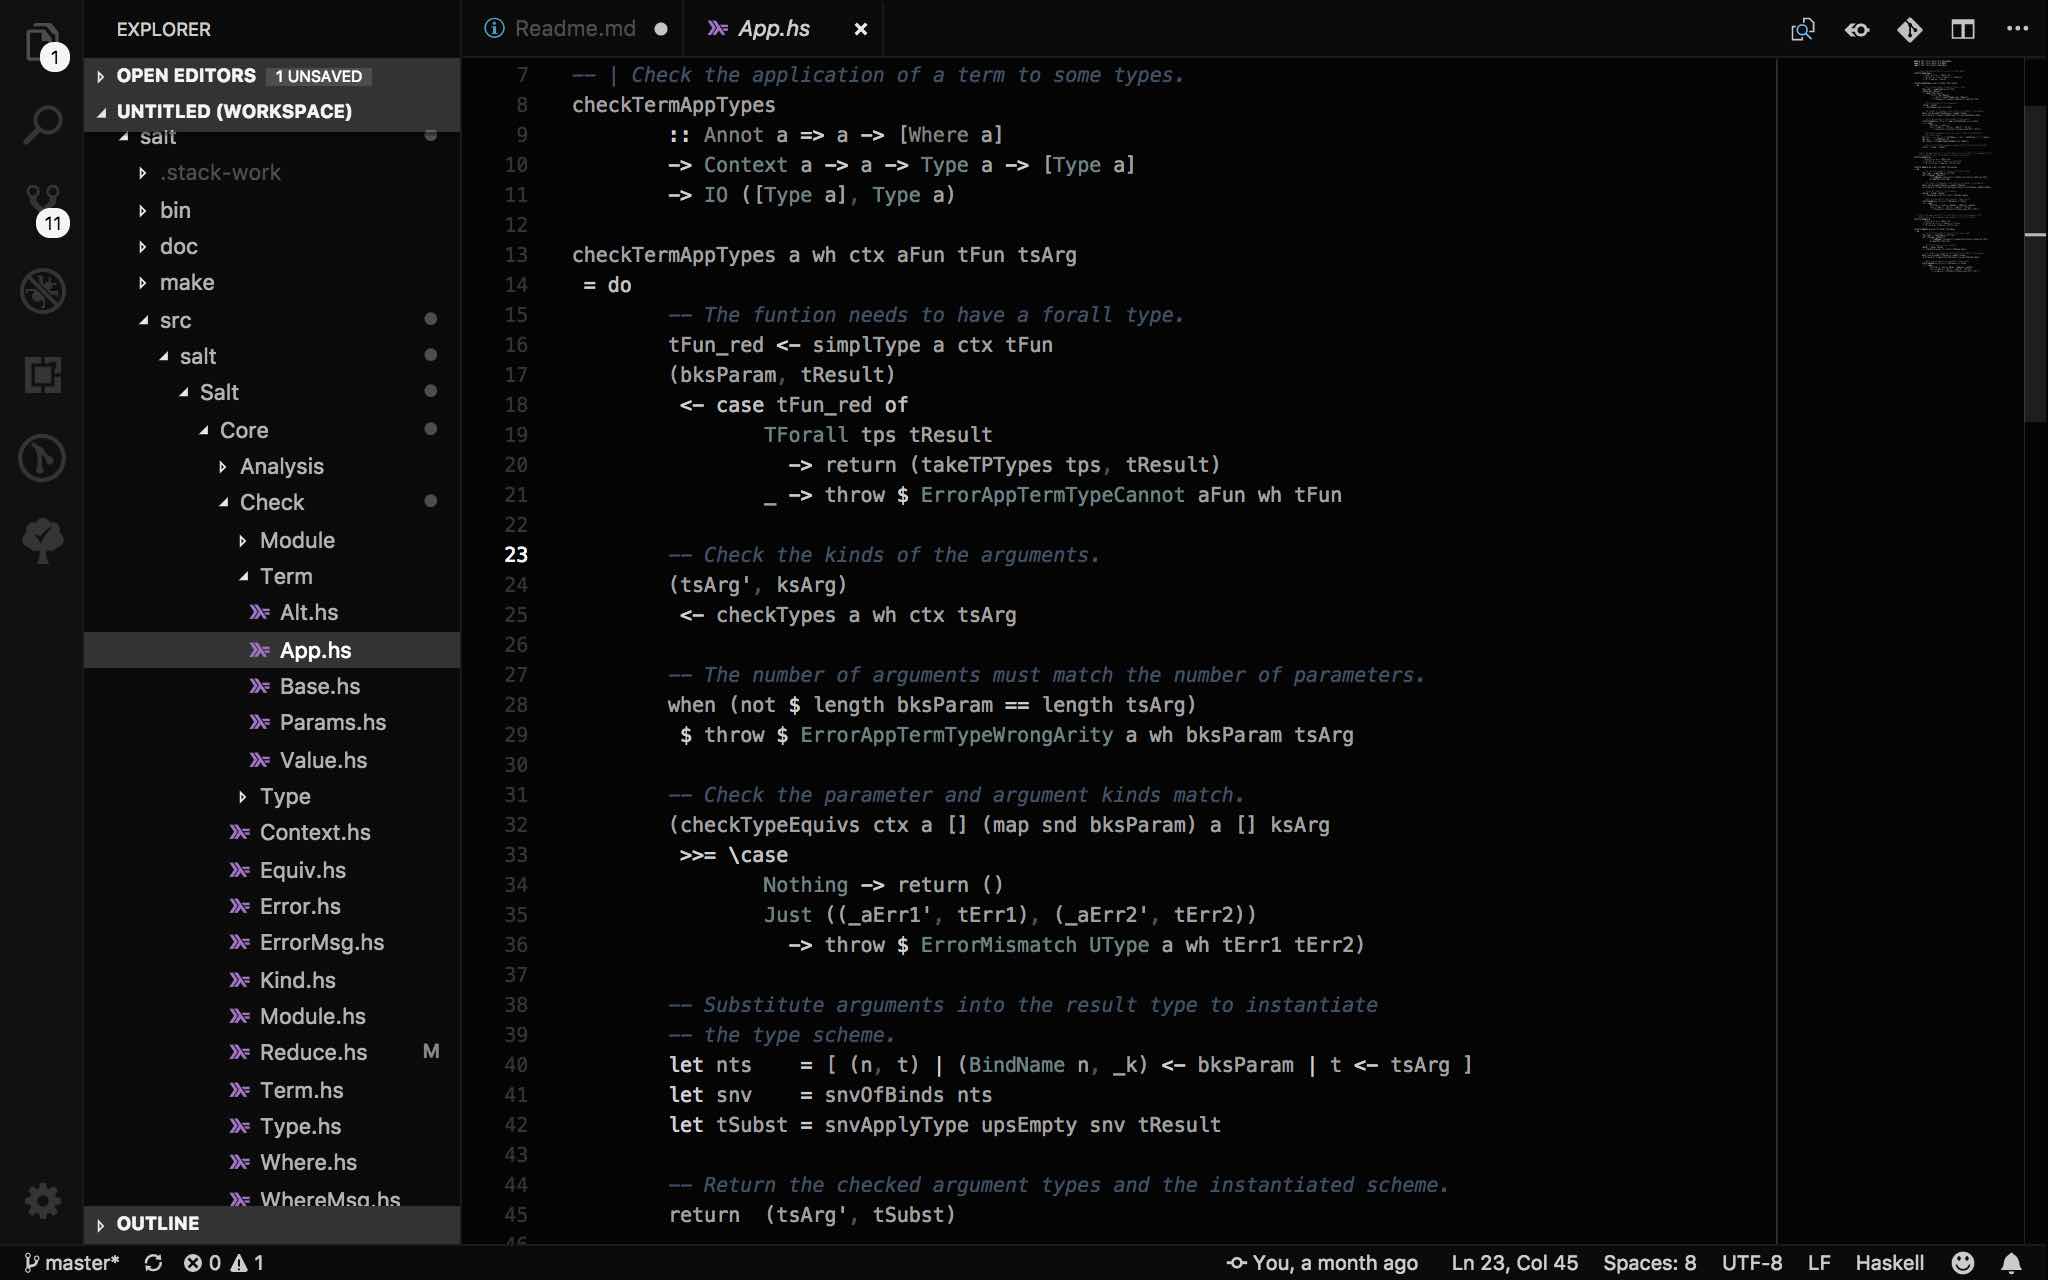 1
11
EXPLORER
OPEN EDITORS 1 UNSAVED
UNTITLED (WORKSPACE)
salt
.stack-work
bin
doc
make
src
salt
Salt
Core
Analysis
Check
Module
Term
Alt.hs
App.hs
Base.hs
Params.hs
Value.hs
Type
Context.hs
Equiv.hs
Error.hs
ErrorMsg.hs
Kind.hs
Module.hs
Reduce.hs M
Term.hs
Type.hs
Where.hs
WhereMsg.hs
OUTLINE
Readme.md App.hs
7 -- | Check the application of a term to some types.
8 checkTermAppTypes
9         :: Annot a => a -> [Where a]
10         -> Context a -> a -> Type a -> [Type a]
11         -> IO ([Type a], Type a)
12
13 checkTermAppTypes a wh ctx aFun tFun tsArg
14  = do
15         -- The funtion needs to have a forall type.
16         tFun_red <- simplType a ctx tFun
17         (bksParam, tResult)
18          <- case tFun_red of
19                 TForall tps tResult
20                   -> return (takeTPTypes tps, tResult)
21                 _ -> throw $ ErrorAppTermTypeCannot aFun wh tFun
22
23         -- Check the kinds of the arguments.
24         (tsArg', ksArg)
25          <- checkTypes a wh ctx tsArg
26
27         -- The number of arguments must match the number of parameters.
28         when (not $ length bksParam == length tsArg)
29          $ throw $ ErrorAppTermTypeWrongArity a wh bksParam tsArg
30
31         -- Check the parameter and argument kinds match.
32         (checkTypeEquivs ctx a [] (map snd bksParam) a [] ksArg
33          >>= \case
34                 Nothing -> return ()
35                 Just ((_aErr1', tErr1), (_aErr2', tErr2))
36                   -> throw $ ErrorMismatch UType a wh tErr1 tErr2)
37
38         -- Substitute arguments into the result type to instantiate
39         -- the type scheme.
40         let nts    = [ (n, t) | (BindName n, _k) <- bksParam | t <- tsArg ]
41         let snv    = snvOfBinds nts
42         let tSubst = snvApplyType upsEmpty snv tResult
43
44         -- Return the checked argument types and the instantiated scheme.
45         return  (tsArg', tSubst)
46
master* 0 1 You, a month ago Ln 23, Col 45 Spaces: 8 UTF-8 LF Haskell